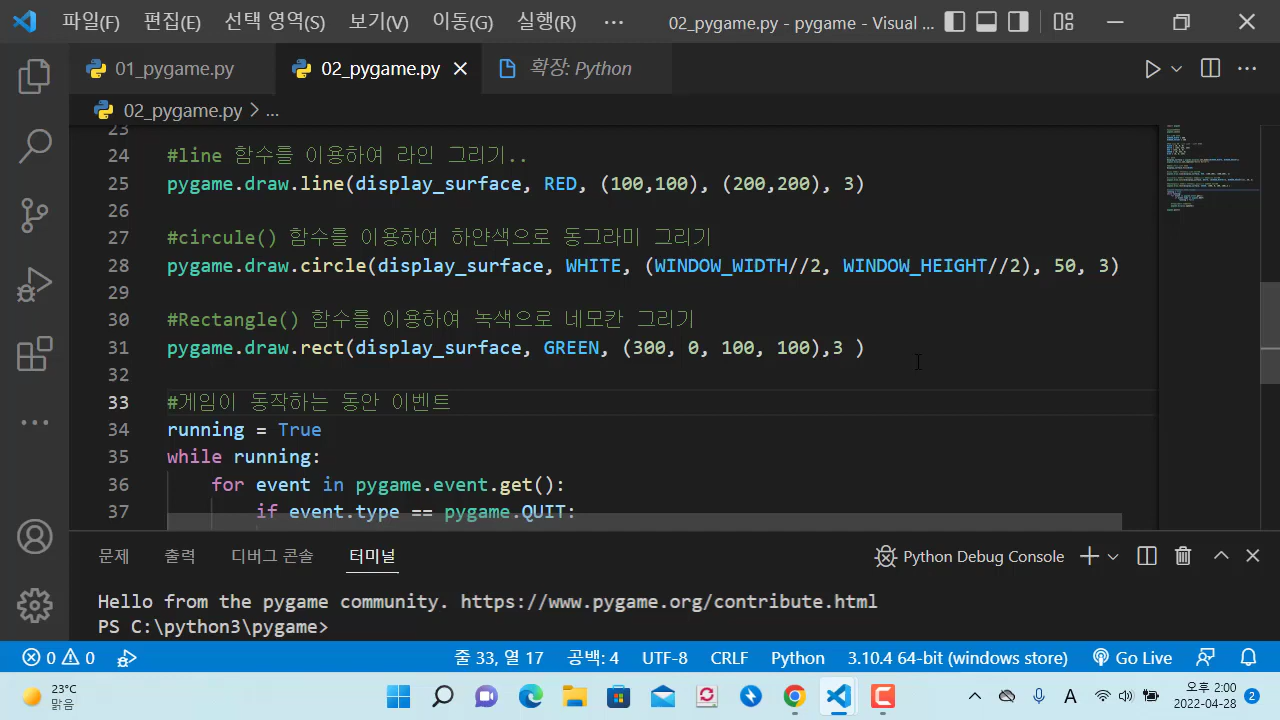 파일(F) 편집(E) 선택 영역(S) 보기(V) 이동(G) 실행(R) ··· 02_pygame.py - pygame - Visual ...
01_pygame.py 02_pygame.py 확장: Python
02_pygame.py > ...
23
24 #line 함수를 이용하여 라인 그리기..
25 pygame.draw.line(display_surface, RED, (100,100), (200,200), 3)
26
27 #circule() 함수를 이용하여 하얀색으로 동그라미 그리기
28 pygame.draw.circle(display_surface, WHITE, (WINDOW_WIDTH//2, WINDOW_HEIGHT//2), 50, 3)
29
30 #Rectangle() 함수를 이용하여 녹색으로 네모칸 그리기
31 pygame.draw.rect(display_surface, GREEN, (300, 0, 100, 100),3 )
32
33 #게임이 동작하는 동안 이벤트
34 running = True
35 while running:
36 for event in pygame.event.get():
37 if event.type == pygame.QUIT:
문제 출력 디버그 콘솔 터미널 Python Debug Console
Hello from the pygame community. https://www.pygame.org/contribute.html
PS C:\python3\pygame>
0 0 줄 33, 열 17 공백: 4 UTF-8 CRLF Python 3.10.4 64-bit (windows store) Go Live
23°C
맑음
A 오후 2:00
2022-04-28 2